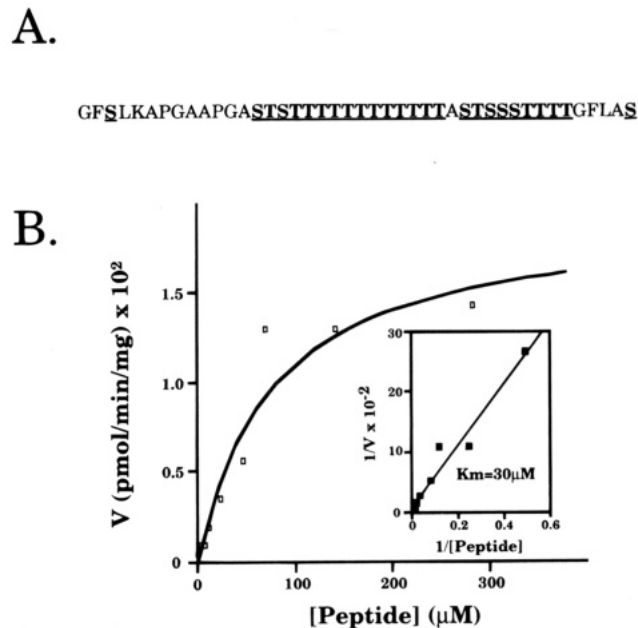 A.
GFSLKAPGAAPGASTSTTTTTTTTTTTTASTSSSTTTTGFLAS
B.
V (pmol/min/mg) x 10²
1.5
1.0
0.5
0
0
100
200
300
[Peptide] (μM)
1/V x 10⁻²
30
20
10
0
Km=30μM
0
0.2
0.4
0.6
1/[Peptide]